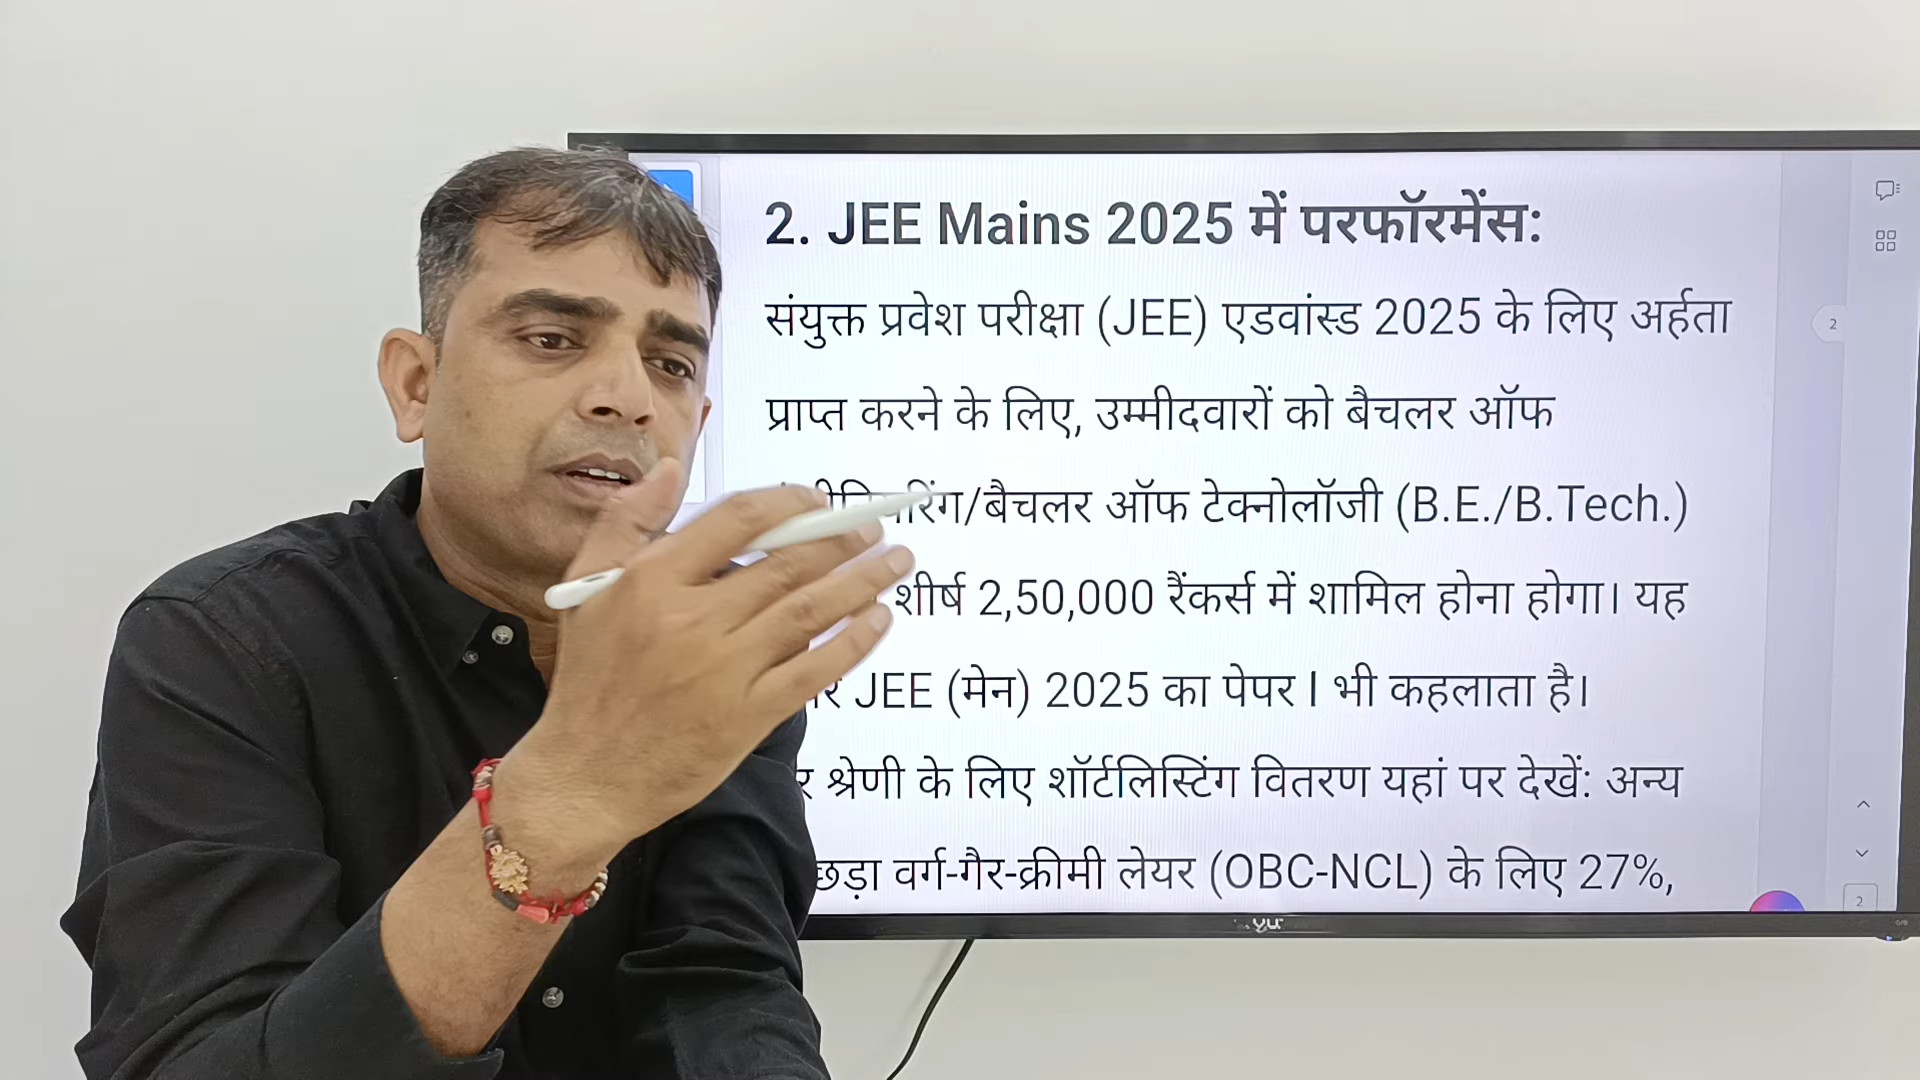 2. JEE Mains 2025 में परफॉरमेंस:
संयुक्त प्रवेश परीक्षा (JEE) एडवांस्ड 2025 के लिए अर्हता
प्राप्त करने के लिए, उम्मीदवारों को बैचलर ऑफ
/बैचलर ऑफ टेक्नोलॉजी (B.E./B.Tech.)
शीर्ष 2,50,000 रैंकर्स में शामिल होना होगा। यह
JEE (मेन) 2025 का पेपर I भी कहलाता है।
श्रेणी के लिए शॉर्टलिस्टिंग वितरण यहां पर देखें: अन्य
वर्ग-गैर-क्रीमी लेयर (OBC-NCL) के लिए 27%,
2
2